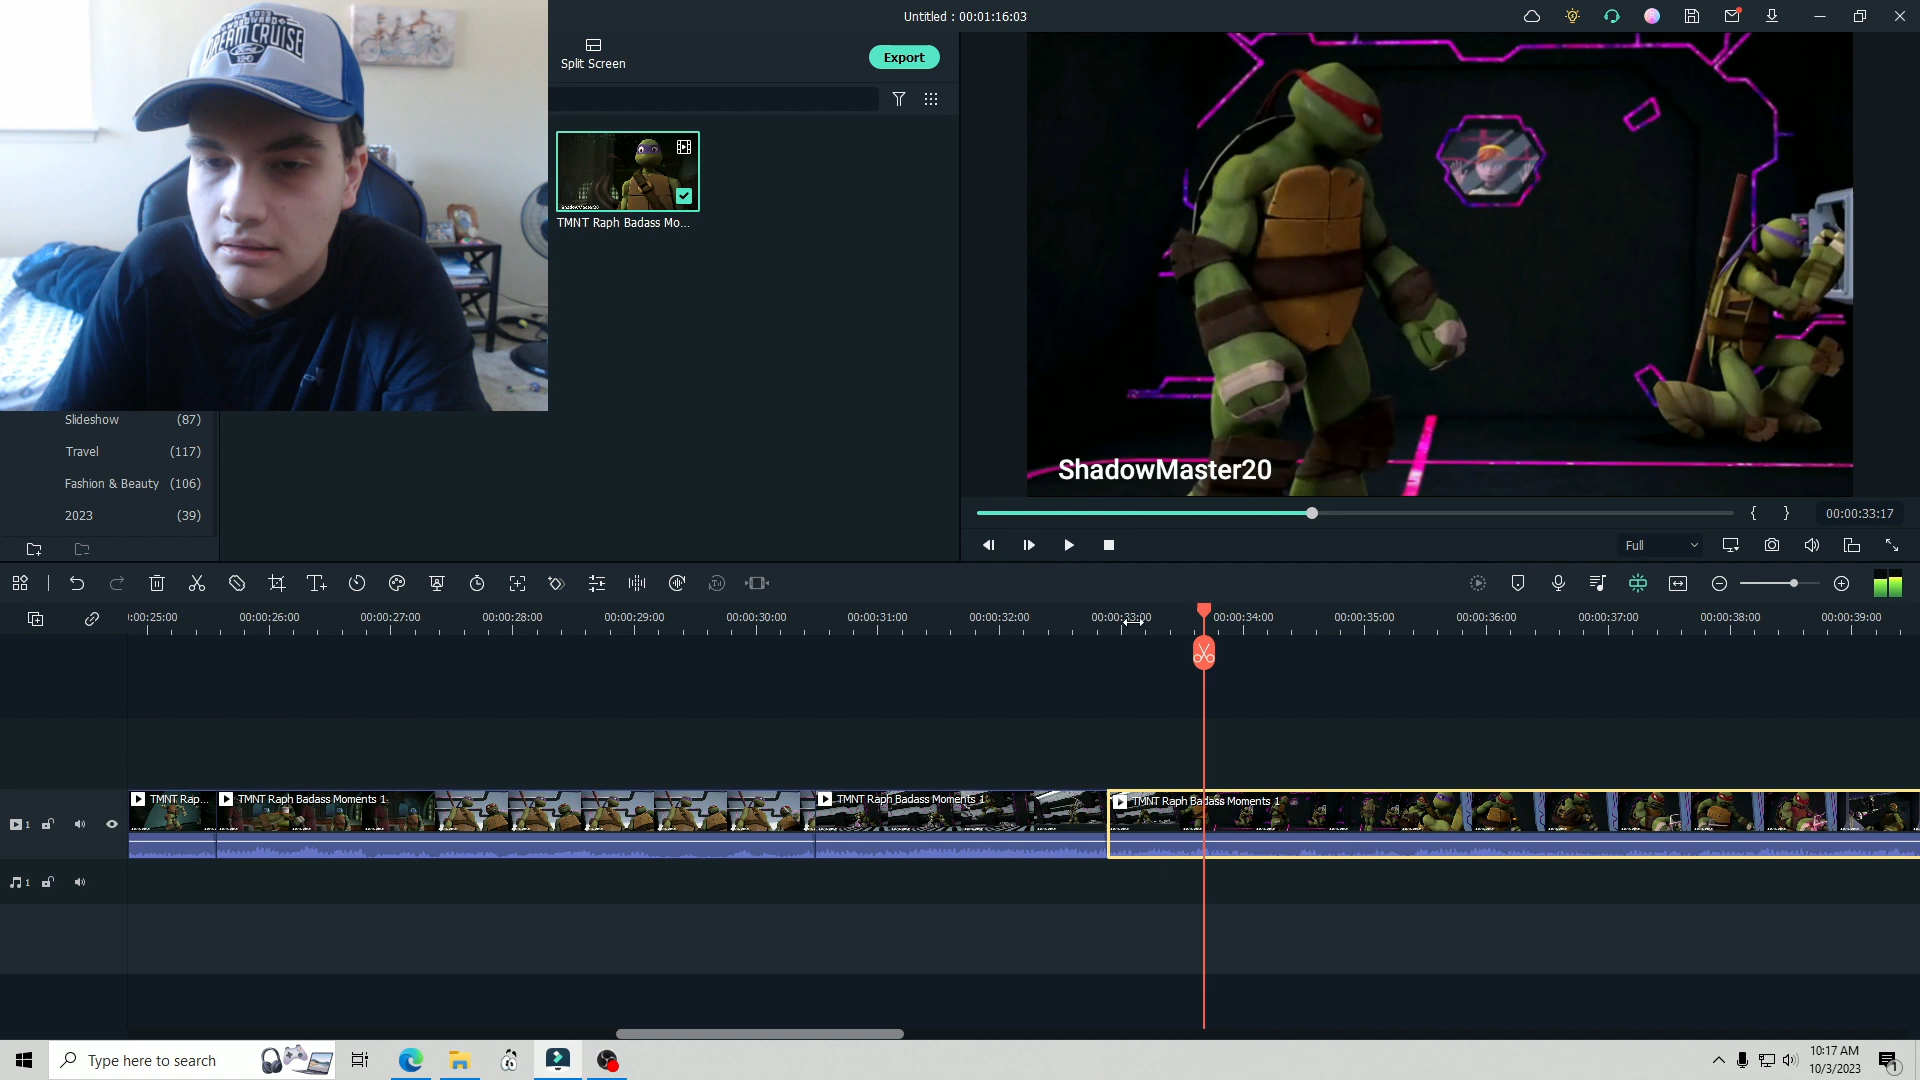 Untitled : 00:01:16:03
WOODWARD
DREAM CRUISE
Ford
Split Screen
Export
TMNT Raph Badass Mo...
ShadowMaster20
Slideshow (87)
Travel (117)
Fashion & Beauty (106)
2023 (39)
{ } 00:00:33:17
Full
:00:25:00 00:00:26:00 00:00:27:00 00:00:28:00 00:00:29:00 00:00:30:00 00:00:31:00 00:00:32:00 00:00:33:00 00:00:34:00 00:00:35:00 00:00:36:00 00:00:37:00 00:00:38:00 00:00:39:00
TMNT Rap... TMNT Raph Badass Moments 1 TMNT Raph Badass Moments 1 TMNT Raph Badass Moments 1
1
1
Type here to search
10:17 AM
10/3/2023
1